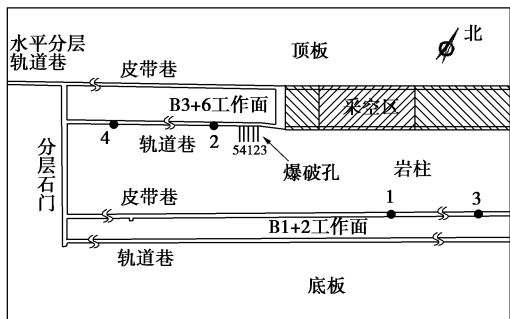 水平分层
轨道巷
皮带巷
顶板
北
B3+6工作面
采空区
4
轨道巷
2
54123
爆破孔
分层石门
岩柱
皮带巷
1
3
B1+2工作面
轨道巷
底板